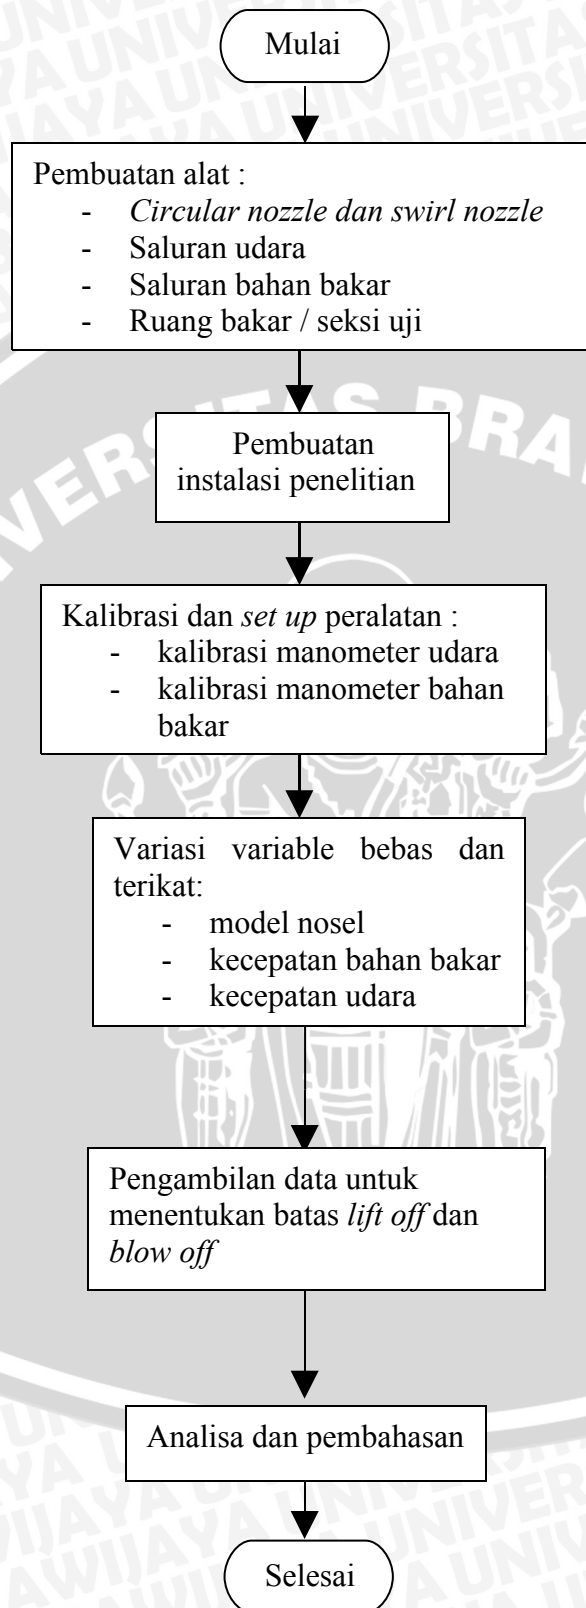 Mulai
Pembuatan alat :
- Circular nozzle dan swirl nozzle
- Saluran udara
- Saluran bahan bakar
- Ruang bakar / seksi uji
Pembuatan
instalasi penelitian
Kalibrasi dan set up peralatan :
- kalibrasi manometer udara
- kalibrasi manometer bahan
bakar
Variasi variable bebas dan
terikat:
- model nosel
- kecepatan bahan bakar
- kecepatan udara
Pengambilan data untuk
menentukan batas lift off dan
blow off
Analisa dan pembahasan
Selesai